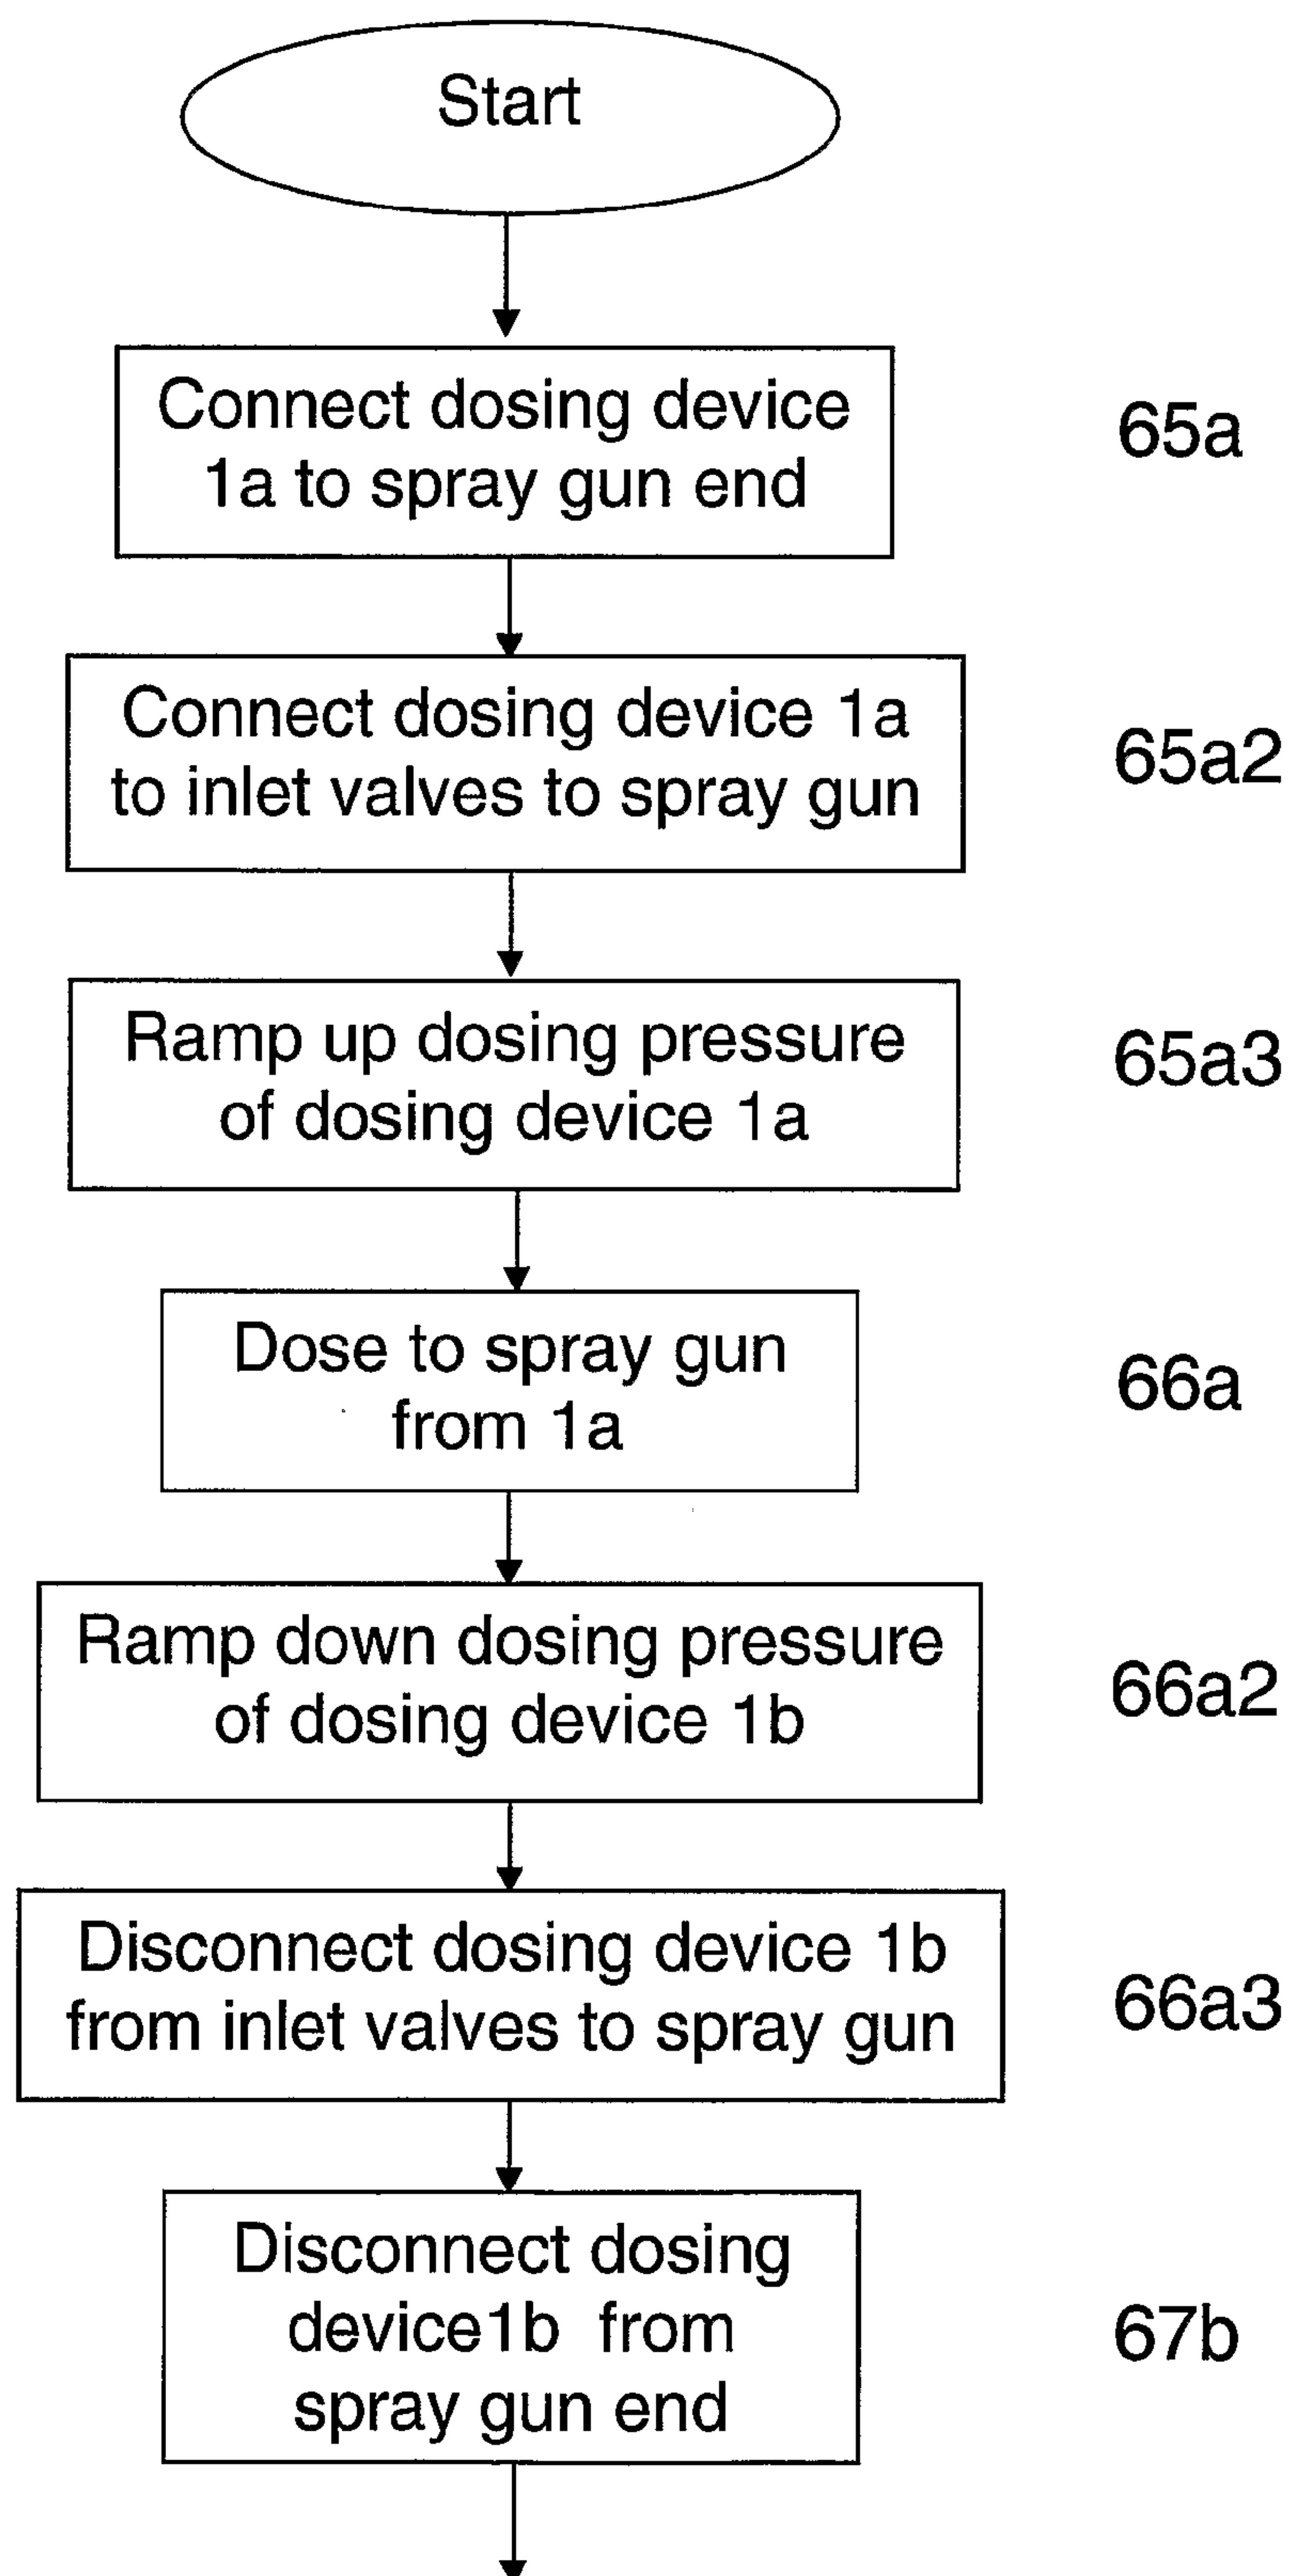 Start
Connect dosing device
1a to spray gun end
65a
Connect dosing device 1a
to inlet valves to spray gun
65a2
Ramp up dosing pressure
of dosing device 1a
65a3
Dose to spray gun
from 1a
66a
Ramp down dosing pressure
of dosing device 1b
66a2
Disconnect dosing device 1b
from inlet valves to spray gun
66a3
Disconnect dosing
device1b from
spray gun end
67b